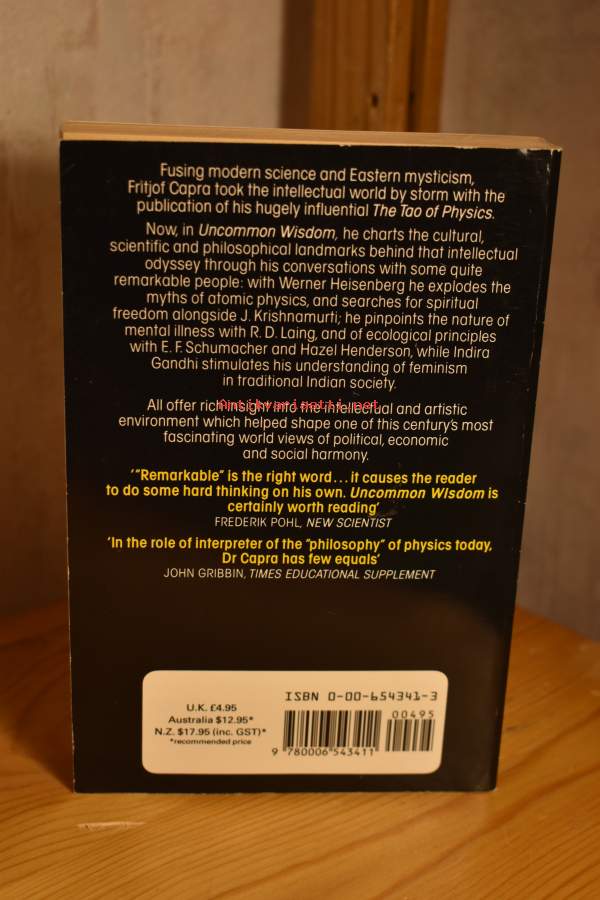 Fusing modern science and Eastern mysticism,
Fritjof Capra took the intellectual world by storm with the
publication of his hugely influential The Tao of Physics.
Now, in Uncommon Wisdom, he charts the cultural,
scientific and philosophical landmarks behind that intellectual
odyssey through his conversations with some quite
remarkable people: with Werner Heisenberg he explodes the
myths of atomic physics, and searches for spiritual
freedom alongside J. Krishnamurti; he pinpoints the nature of
mental illness with R. D. Laing, and of ecological principles
with E. F. Schumacher and Hazel Henderson, while Indira
Gandhi stimulates his understanding of feminism
in traditional Indian society.
All offer rich insight into the intellectual and artistic
Antikvariaatti.net
environment which helped shape one of this century's most
fascinating world views of political, economic
and social harmony.
'"Remarkable" is the right word... it causes the reader
to do some hard thinking on his own. Uncommon Wisdom is
certainly worth reading'
FREDERIK POHL, NEW SCIENTIST
'In the role of interpreter of the "philosophy" of physics today,
Dr Capra has few equals'
JOHN GRIBBIN, TIMES EDUCATIONAL SUPPLEMENT
ISBN 0-00-654341-3
U.K. £4.95
Australia $12.95*
N.Z. $17.95 (inc. GST)*
*recommended price
00495
9 780006 543411